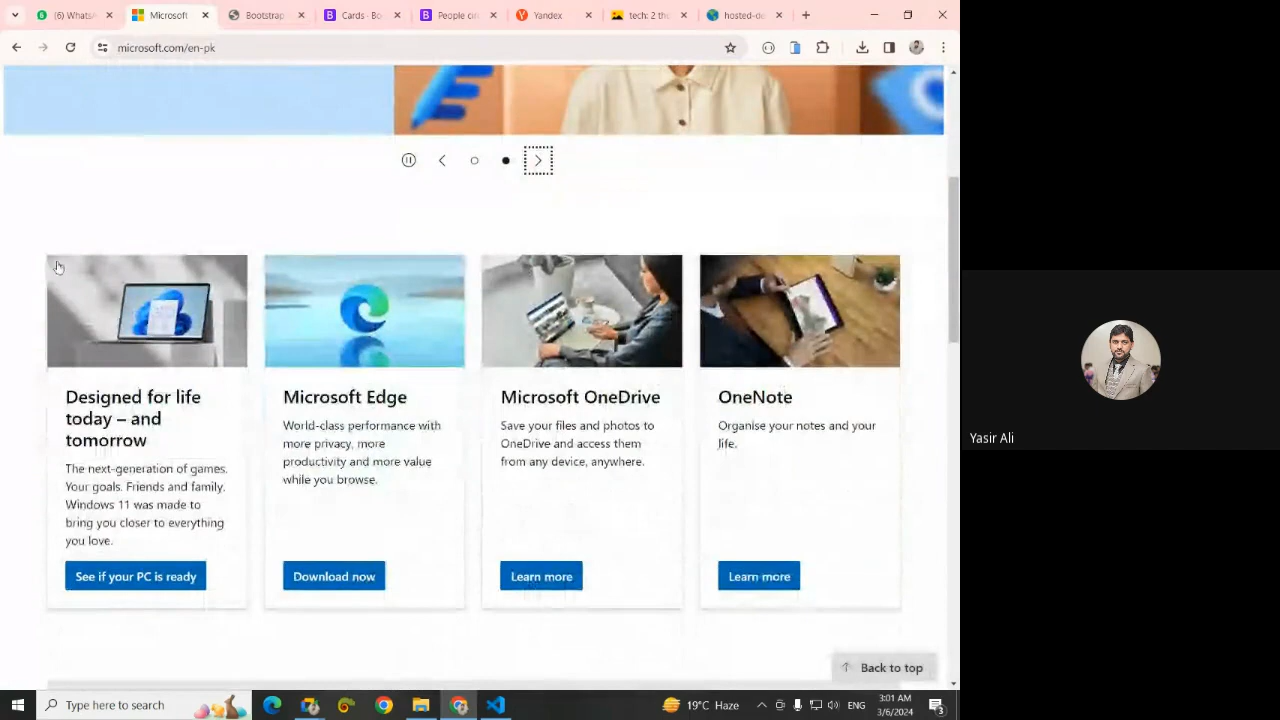 (6) WhatsA
Microsoft
Bootstrap
Cards · Bo
People cir
Yandex
tech: 2 th
hosted-de
microsoft.com/en-pk
Designed for life
today – and
tomorrow
The next-generation of games.
Your goals. Friends and family.
Windows 11 was made to
bring you closer to everything
you love.
See if your PC is ready
Microsoft Edge
World-class performance with
more privacy, more
productivity and more value
while you browse.
Download now
Microsoft OneDrive
Save your files and photos to
OneDrive and access them
from any device, anywhere.
Learn more
OneNote
Organise your notes and your
life.
Learn more
Back to top
Yasir Ali
Type here to search
19°C Haze
ENG
3:01 AM
3/6/2024
3